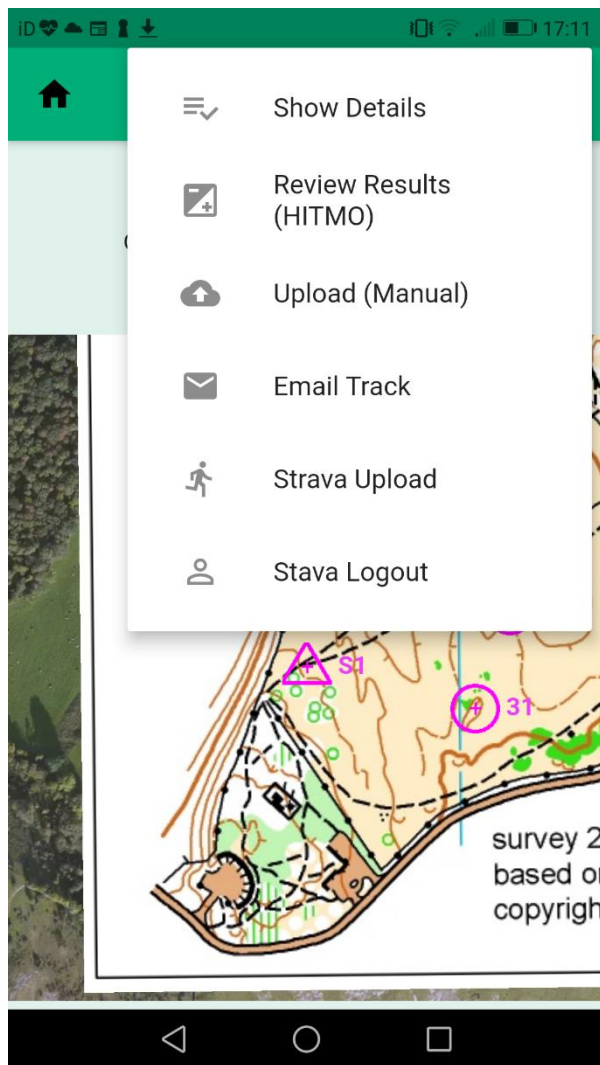 iD 17:11
Show Details
Review Results
(HITMO)
Upload (Manual)
Email Track
Strava Upload
Stava Logout
S1
31
survey 2
based o
copyrigh